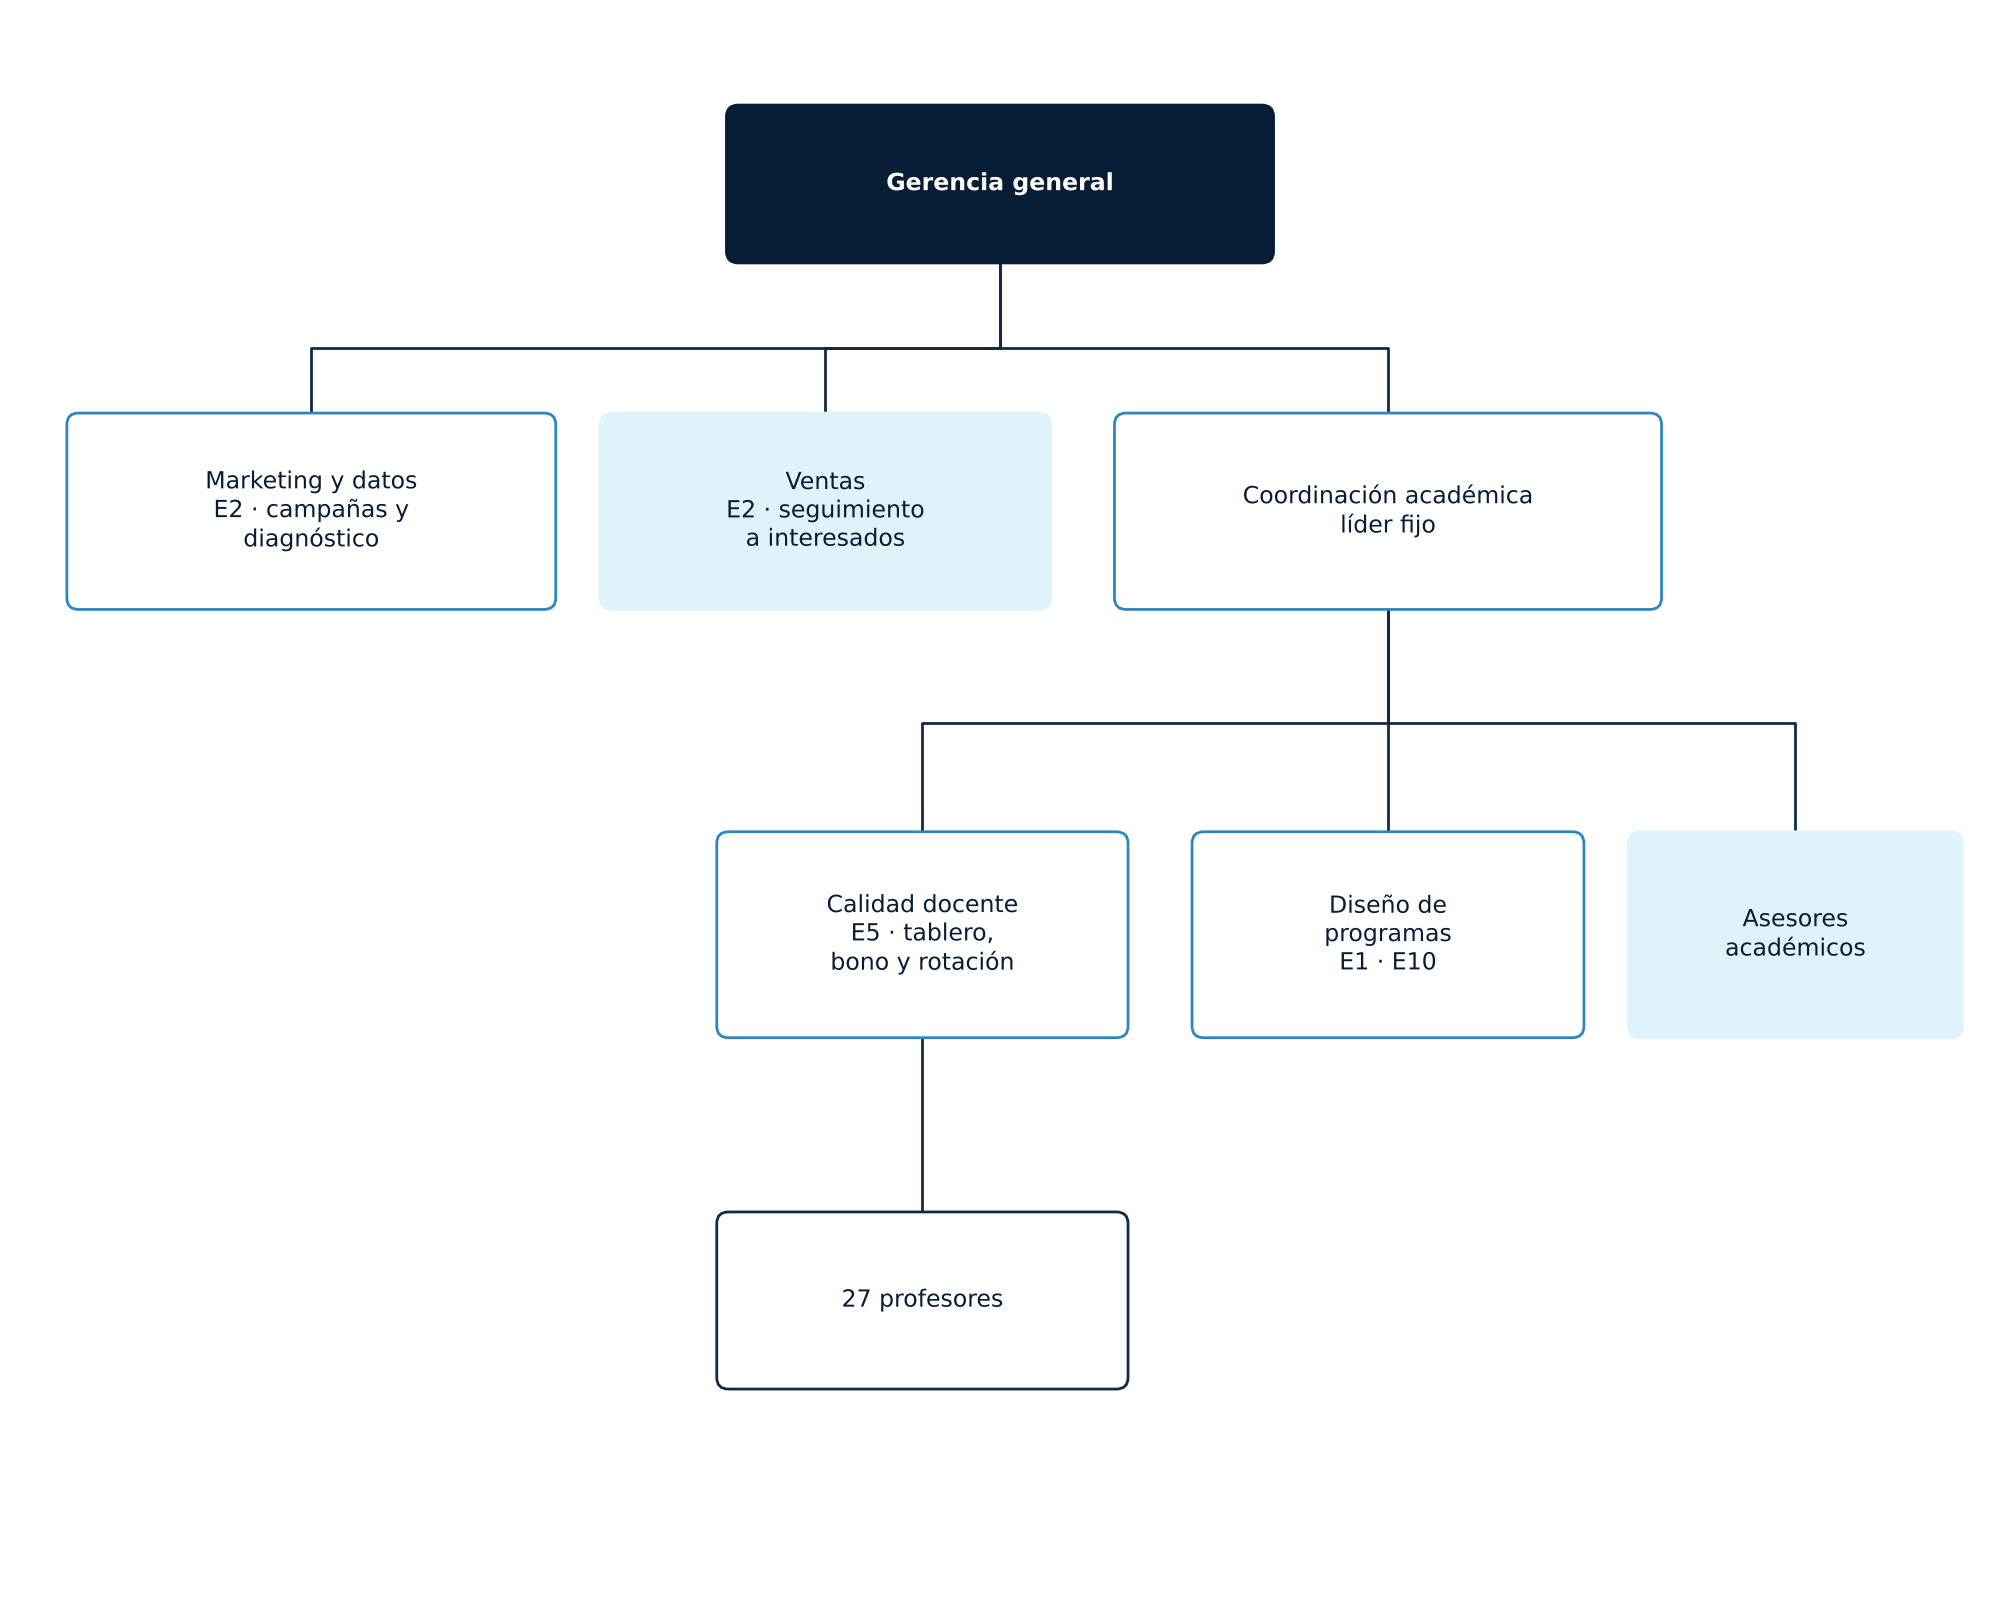 Gerencia general
Marketing y datos
E2 · campañas y
diagnóstico
Ventas
E2 · seguimiento
a interesados
Coordinación académica
líder fijo
Calidad docente
E5 · tablero,
bono y rotación
Diseño de
programas
E1 · E10
Asesores
académicos
27 profesores